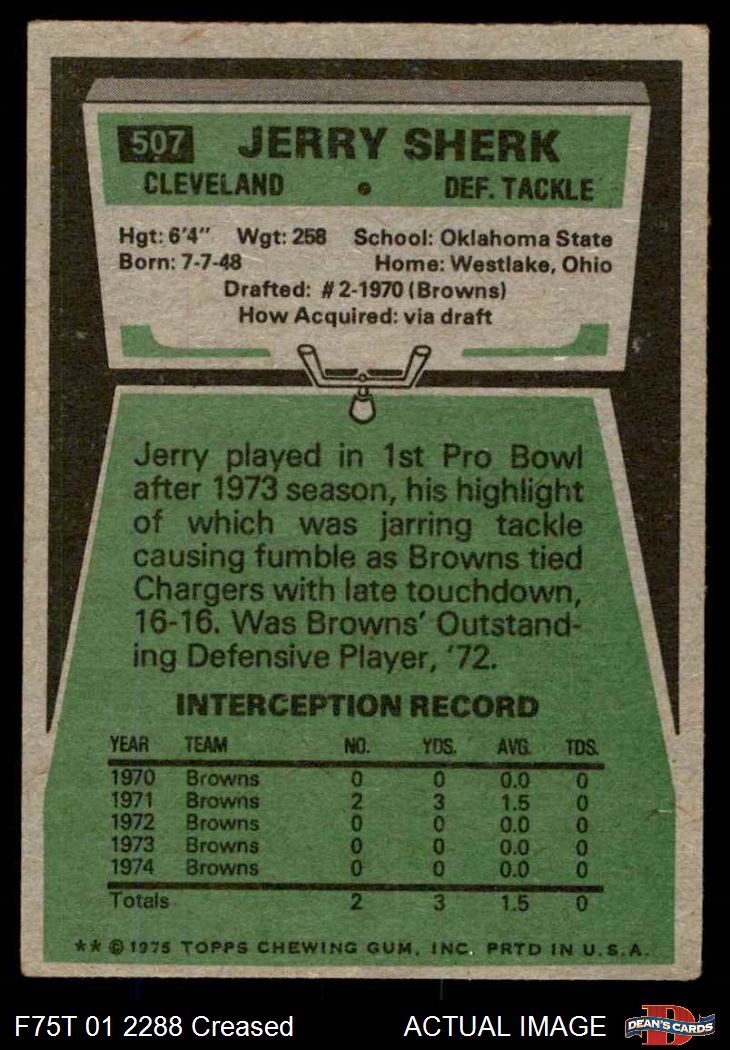 507 JERRY SHERK
CLEVELAND • DEF. TACKLE
Hgt: 6'4" Wgt: 258 School: Oklahoma State
Born: 7-7-48 Home: Westlake, Ohio
Drafted: #2-1970 (Browns)
How Acquired: via draft
Jerry played in 1st Pro Bowl
after 1973 season, his highlight
of which was jarring tackle
causing fumble as Browns tied
Chargers with late touchdown,
16-16. Was Browns' Outstand-
ing Defensive Player, '72.
INTERCEPTION RECORD
YEAR TEAM NO. YDS. AVG. TDS.
1970 Browns 0 0 0.0 0
1971 Browns 2 3 1.5 0
1972 Browns 0 0 0.0 0
1973 Browns 0 0 0.0 0
1974 Browns 0 0 0.0 0
Totals 2 3 1.5 0
** © 1975 TOPPS CHEWING GUM, INC. PRTD IN U.S.A.
F75T 01 2288 Creased ACTUAL IMAGE D DEAN'S CARDS